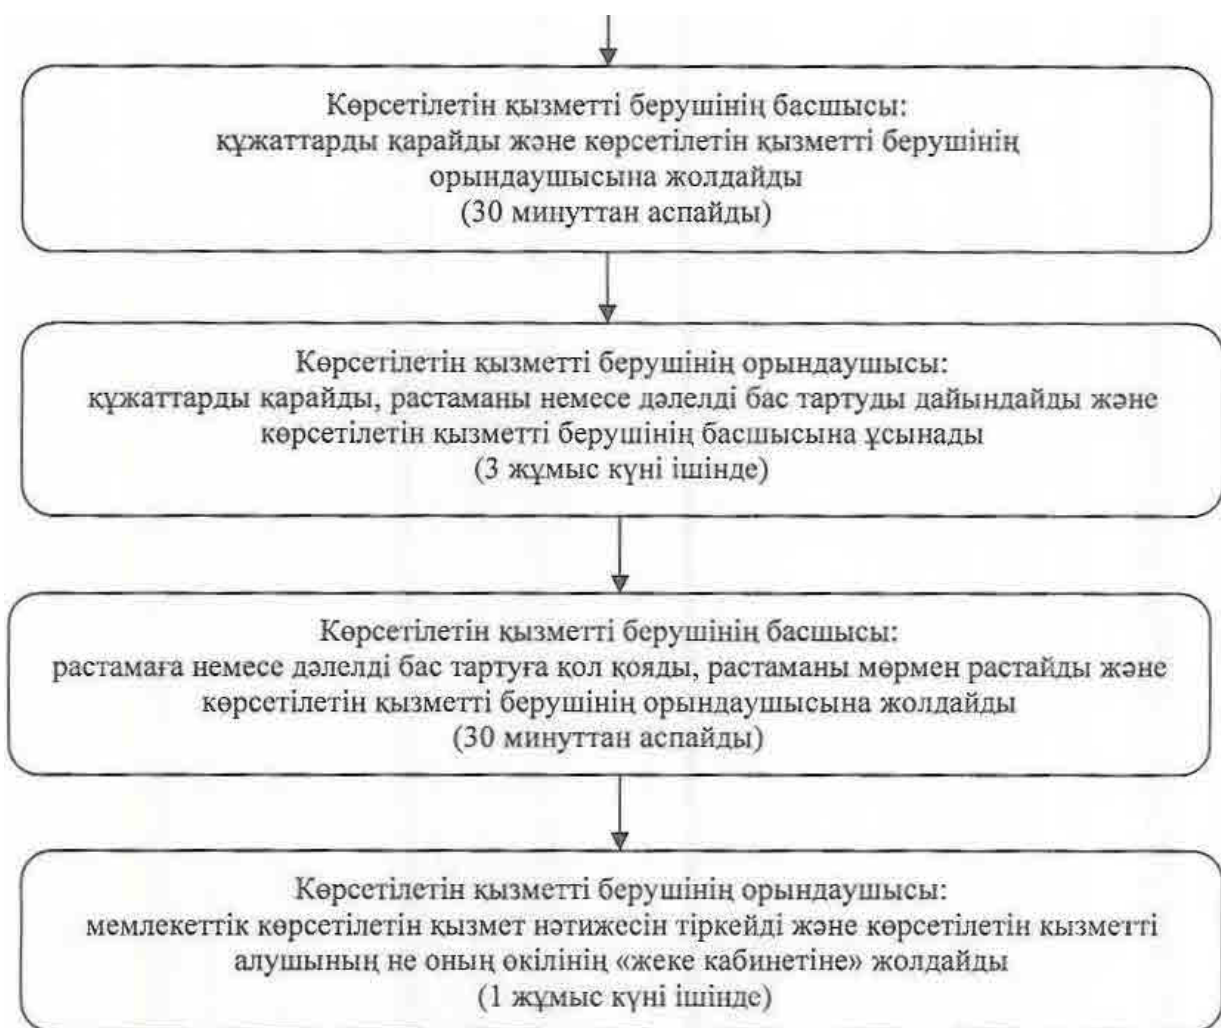 Көрсетілетін қызметті берушінің басшысы:
құжаттарды қарайды және көрсетілетін қызметті берушінің
орындаушысына жолдайды
(30 минуттан аспайды)
Көрсетілетін қызметті берушінің орындаушысы:
құжаттарды қарайды, растаманы немесе дәлелді бас тартуды дайындайды және
көрсетілетін қызметті берушінің басшысына ұсынады
(3 жұмыс күні ішінде)
Көрсетілетін қызметті берушінің басшысы:
растамаға немесе дәлелді бас тартуға қол қояды, растаманы мөрмен растайды және
көрсетілетін қызметті берушінің орындаушысына жолдайды
(30 минуттан аспайды)
Көрсетілетін қызметті берушінің орындаушысы:
мемлекеттік көрсетілетін қызмет нәтижесін тіркейді және көрсетілетін қызметті
алушының не оның өкілінің «жеке кабинетіне» жолдайды
(1 жұмыс күні ішінде)